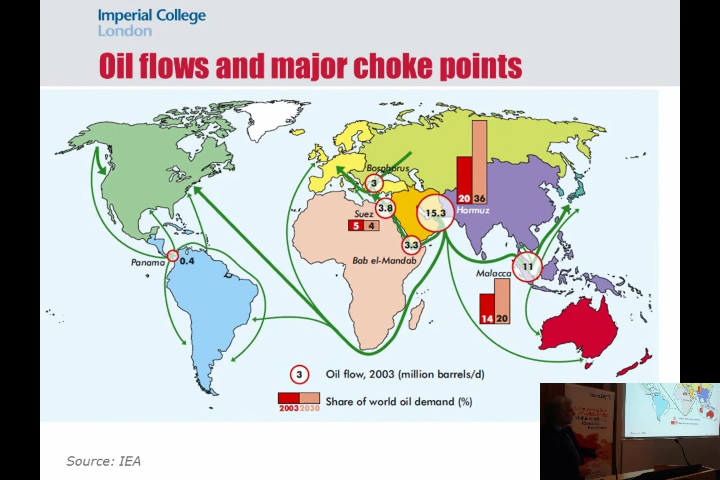 Imperial College
London
Oil flows and major choke points
Bosphorus
3
3.8
Suez
5 4
15.3
Hormuz
20 36
3.3
Bab el-Mandab
Panama
0.4
11
Malacca
14 20
3
Oil flow, 2003 (million barrels/d)
2003 2030
Share of world oil demand (%)
Source: IEA